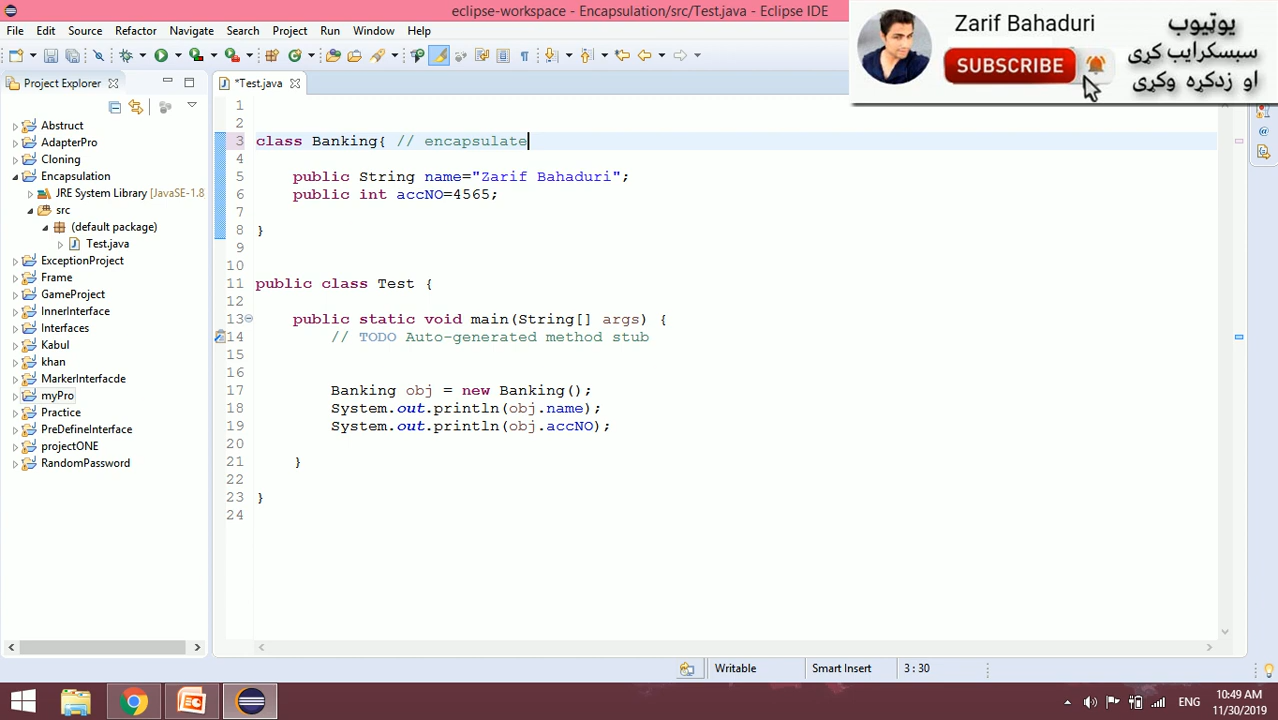 eclipse-workspace - Encapsulation/src/Test.java - Eclipse IDE
File Edit Source Refactor Navigate Search Project Run Window Help
Zarif Bahaduri
SUBSCRIBE
یوټیوب
سبسکرایب کړی
او زدکړه وکړی
Project Explorer
*Test.java
Abstruct
AdapterPro
Cloning
Encapsulation
JRE System Library [JavaSE-1.8
src
(default package)
Test.java
ExceptionProject
Frame
GameProject
InnerInterface
Interfaces
Kabul
khan
MarkerInterfacde
myPro
Practice
PreDefineInterface
projectONE
RandomPassword
1
2
3 class Banking{ // encapsulate
4
5 public String name="Zarif Bahaduri";
6 public int accNO=4565;
7
8 }
9
10
11 public class Test {
12
13 public static void main(String[] args) {
14 // TODO Auto-generated method stub
15
16
17 Banking obj = new Banking();
18 System.out.println(obj.name);
19 System.out.println(obj.accNO);
20
21 }
22
23 }
24
Writable Smart Insert 3 : 30
ENG
10:49 AM
11/30/2019